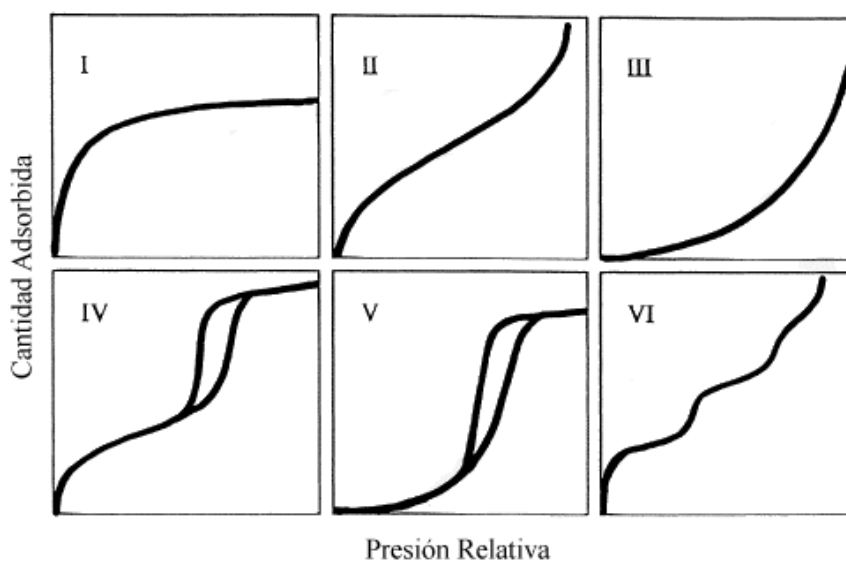 Cantidad Adsorbida
I
II
III
IV
V
VI
Presión Relativa